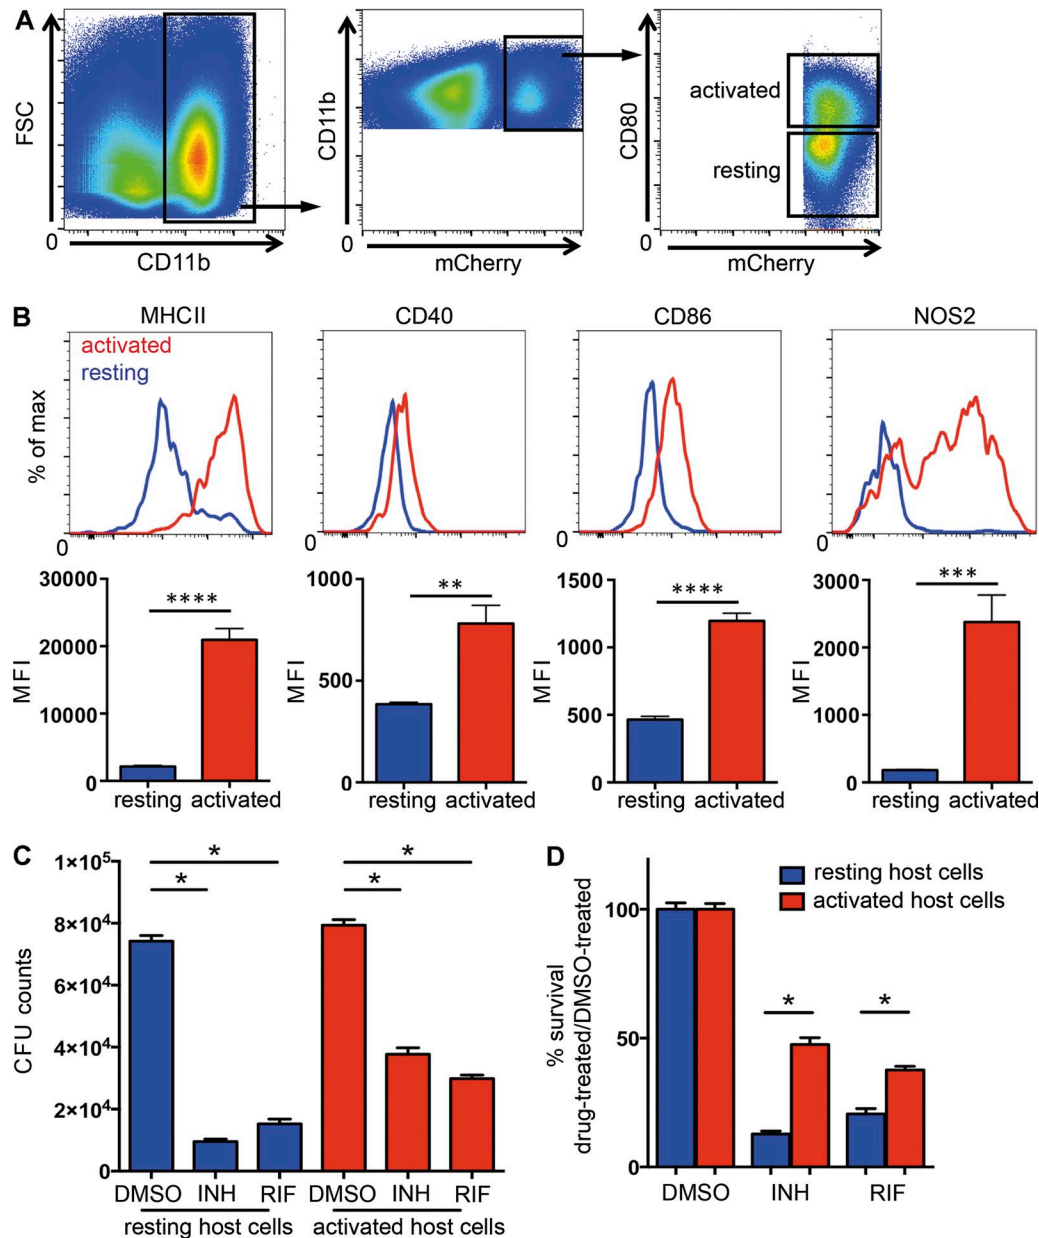 A
FSC
0
CD11b
CD11b
0
mCherry
CD80
activated
resting
0
mCherry
B
MHCII
CD40
CD86
NOS2
activated
resting
% of max
0
0
0
0
MFI
30000
20000
10000
0
****
resting activated
MFI
1000
500
0
**
resting activated
MFI
1500
1000
500
0
****
resting activated
MFI
3000
2000
1000
0
***
resting activated
C
CFU counts
1×10⁵
8×10⁴
6×10⁴
4×10⁴
2×10⁴
0
*
*
*
*
DMSO INH RIF DMSO INH RIF
resting host cells activated host cells
D
% survival
drug-treated/DMSO-treated
100
50
0
resting host cells
activated host cells
*
*
DMSO INH RIF